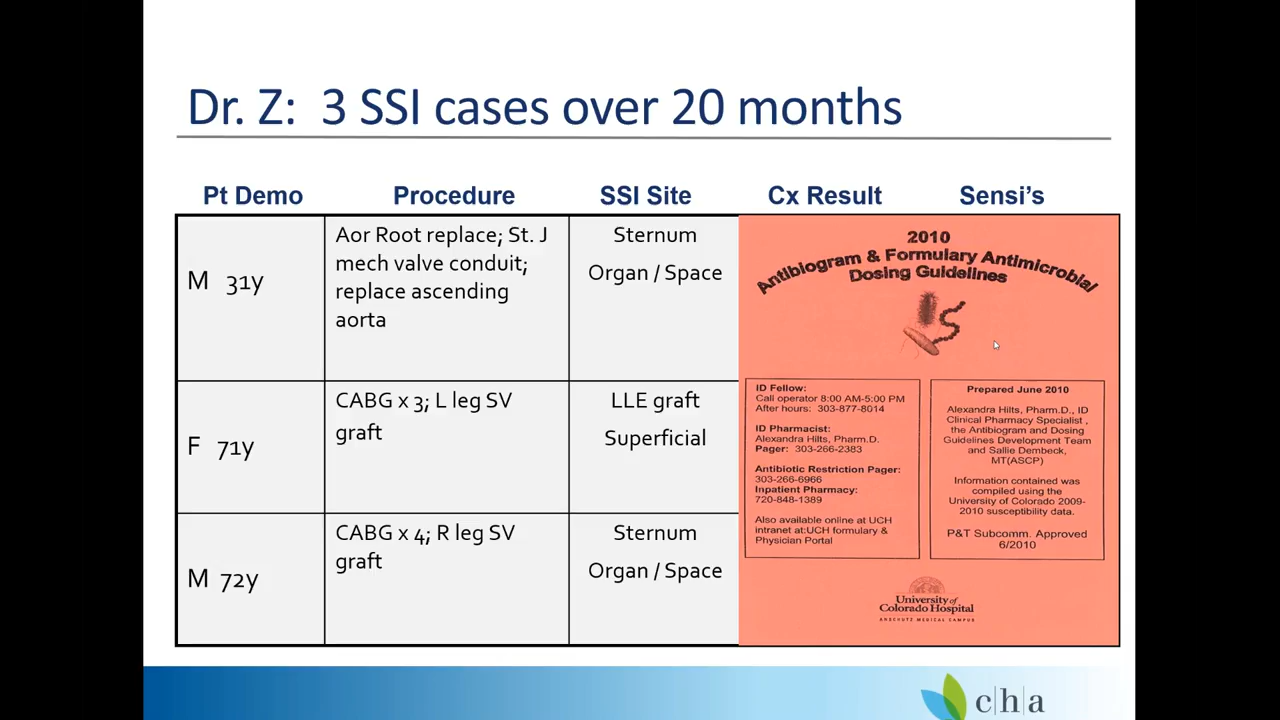 Dr. Z: 3 SSI cases over 20 months
Pt Demo Procedure SSI Site Cx Result Sensi's
M 31y
Aor Root replace; St. J
mech valve conduit;
replace ascending
aorta
Sternum
Organ / Space
F 71y
CABG x 3; L leg SV
graft
LLE graft
Superficial
M 72y
CABG x 4; R leg SV
graft
Sternum
Organ / Space
2010
Antibiogram & Formulary Antimicrobial
Dosing Guidelines
ID Fellow:
Call operator 8:00 AM-5:00 PM
After hours: 303-877-8014
ID Pharmacist:
Alexandra Hilts, Pharm.D.
Pager: 303-266-2383
Antibiotic Restriction Pager:
303-266-6966
Inpatient Pharmacy:
720-848-1389
Also available online at UCH
intranet at:UCH formulary &
Physician Portal
Prepared June 2010
Alexandra Hilts, Pharm.D., ID
Clinical Pharmacy Specialist ,
the Antibiogram and Dosing
Guidelines Development Team
and Sallie Dembeck,
MT(ASCP)
Information contained was
compiled using the
University of Colorado 2009-
2010 susceptibility data.
P&T Subcomm. Approved
6/2010
University of
Colorado Hospital
ANSCHUTZ MEDICAL CAMPUS
c|h|a